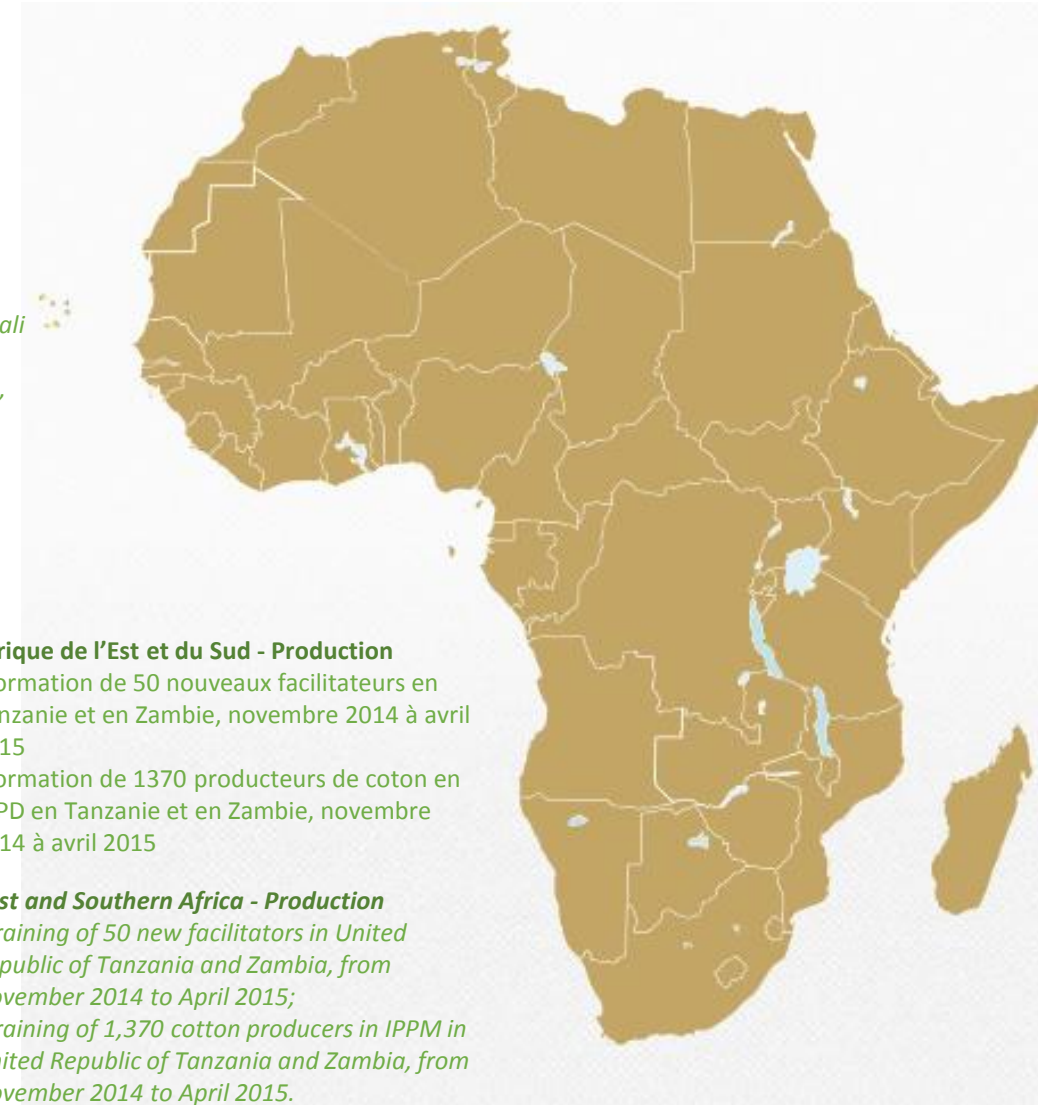 ali
,
rique de l’Est et du Sud - Production
ormation de 50 nouveaux facilitateurs en
nzanie et en Zambie, novembre 2014 à avril
15
ormation de 1370 producteurs de coton en
PD en Tanzanie et en Zambie, novembre
14 à avril 2015
st and Southern Africa - Production
raining of 50 new facilitators in United
public of Tanzania and Zambia, from
ovember 2014 to April 2015;
raining of 1,370 cotton producers in IPPM in
nited Republic of Tanzania and Zambia, from
ovember 2014 to April 2015.